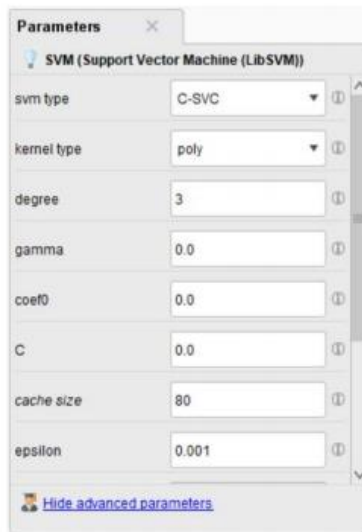 Parameters
SVM (Support Vector Machine (LibSVM))
svm type C-SVC
kernel type poly
degree 3
gamma 0.0
coef0 0.0
C 0.0
cache size 80
epsilon 0.001
Hide advanced parameters